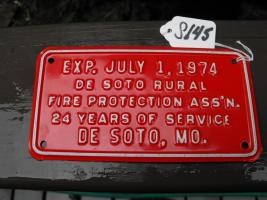 $145
EXP. JULY 1, 1974
DE SOTO RURAL
FIRE PROTECTION ASS'N.
24 YEARS OF SERVICE
DE SOTO, MO.